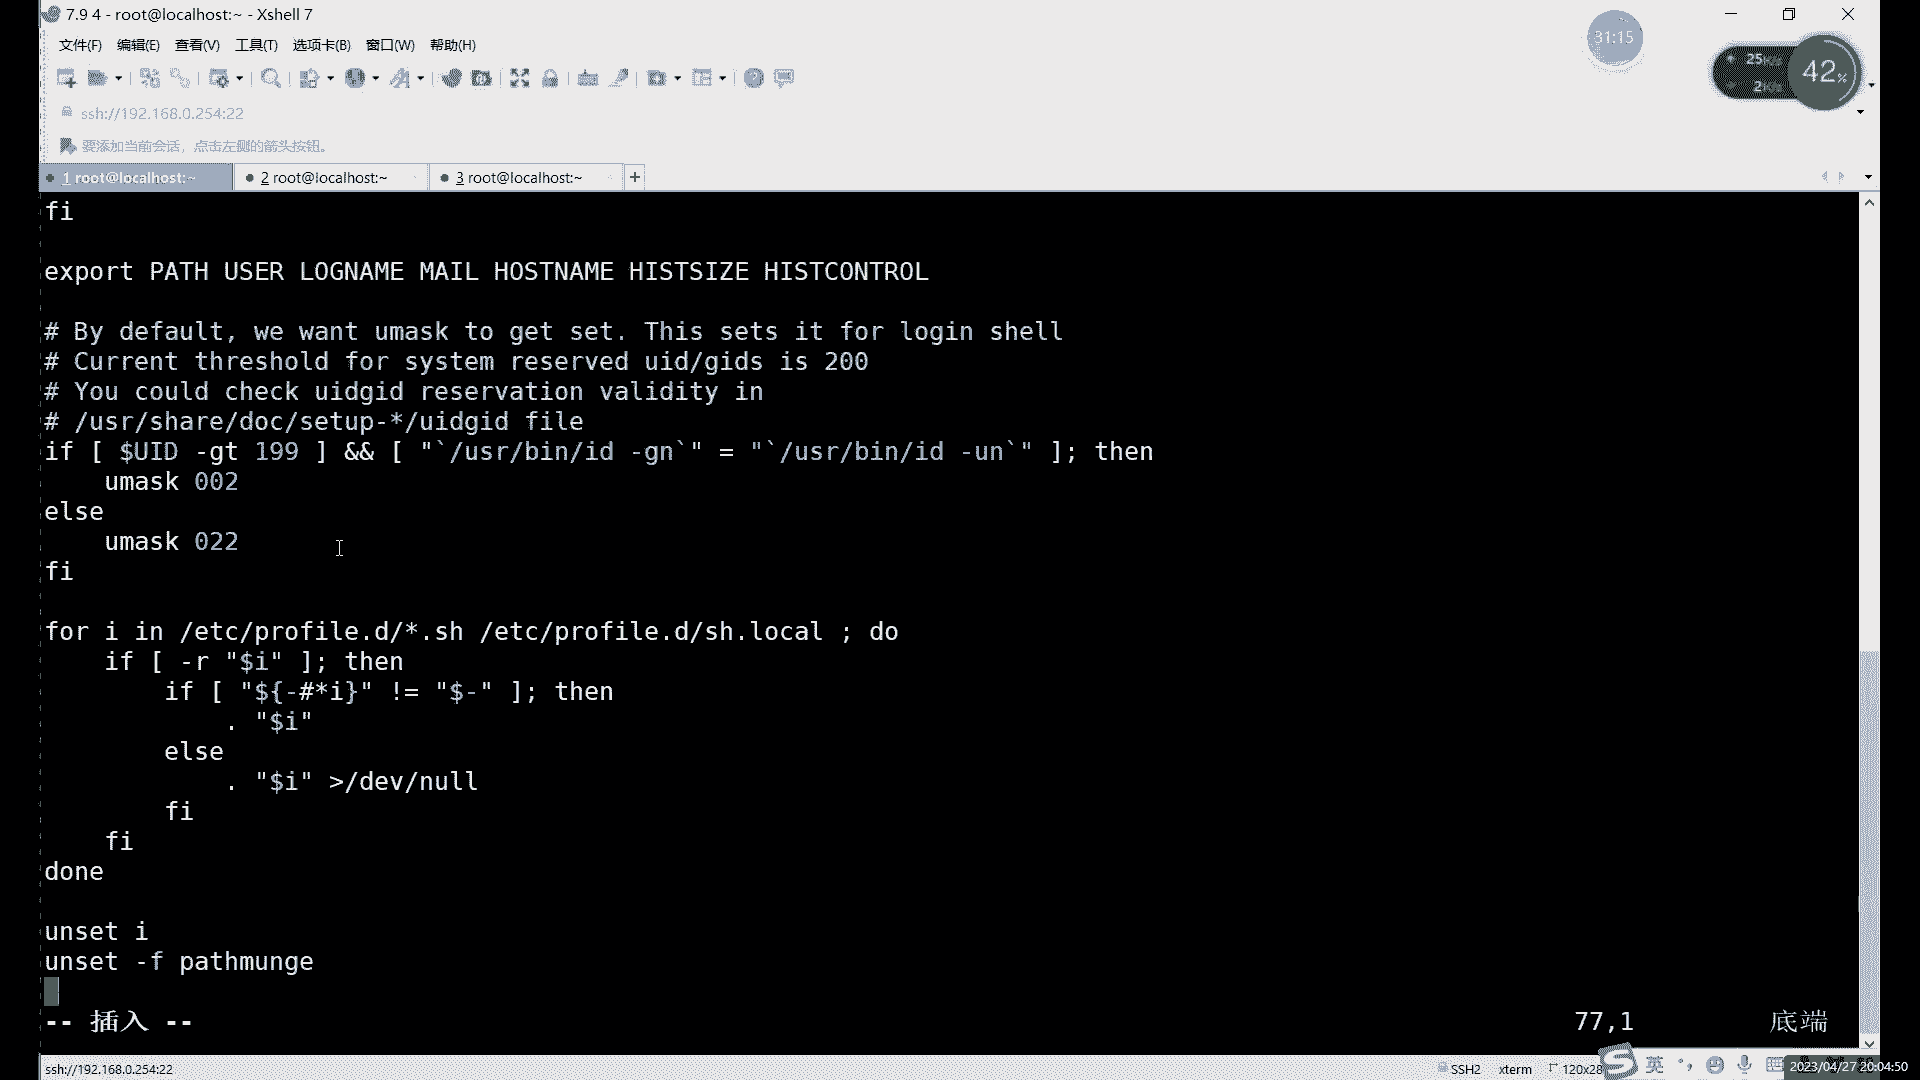 7.9 4 - root@localhost:~ - Xshell 7
文件(F) 编辑(E) 查看(V) 工具(T) 选项卡(B) 窗口(W) 帮助(H)
31:15
42%
ssh://192.168.0.254:22
要添加当前会话，点击左侧的箭头按钮。
1 root@localhost:~ 2 root@localhost:~ 3 root@localhost:~ +
fi
export PATH USER LOGNAME MAIL HOSTNAME HISTSIZE HISTCONTROL
# By default, we want umask to get set. This sets it for login shell
# Current threshold for system reserved uid/gids is 200
# You could check uidgid reservation validity in
# /usr/share/doc/setup-*/uidgid file
if [ $UID -gt 199 ] && [ "`/usr/bin/id -gn`" = "`/usr/bin/id -un`" ]; then
    umask 002
else
    umask 022
fi
for i in /etc/profile.d/*.sh /etc/profile.d/sh.local ; do
    if [ -r "$i" ]; then
        if [ "${-#*i}" != "$-" ]; then
            . "$i"
        else
            . "$i" >/dev/null
        fi
    fi
done
unset i
unset -f pathmunge
-- 插入 -- 77,1 底端
ssh://192.168.0.254:22 SSH2 xterm 120x28 英 2023/04/27 20:04:50